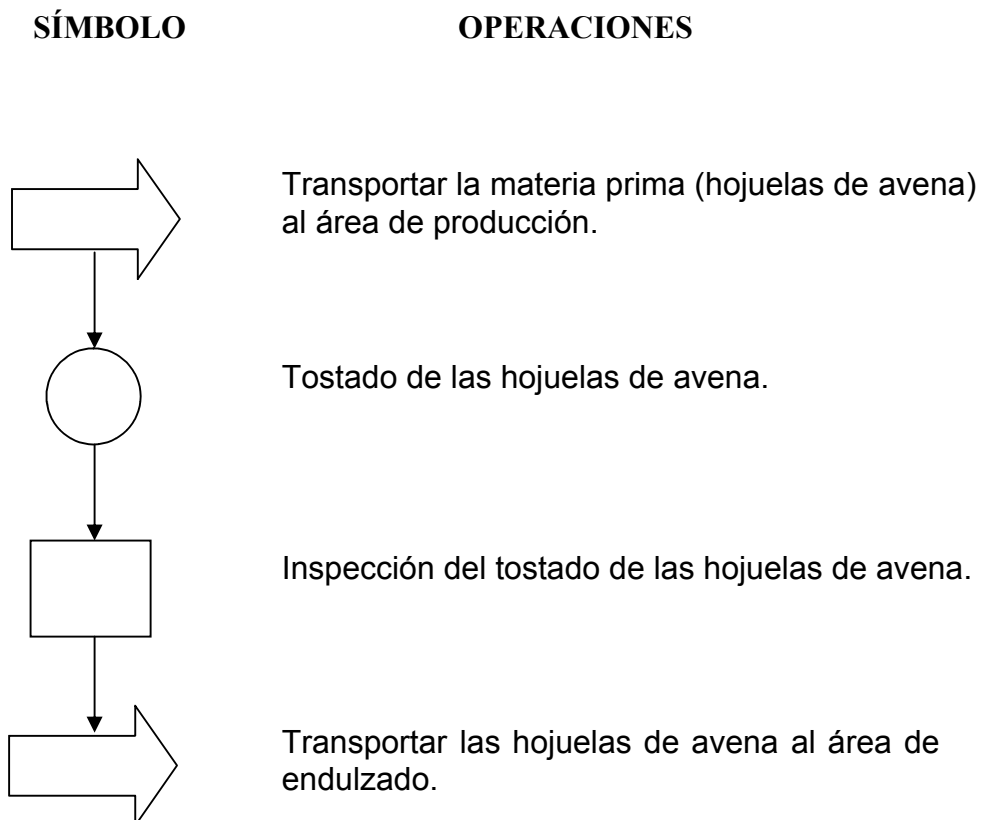 SÍMBOLO OPERACIONES
Transportar la materia prima (hojuelas de avena)
al área de producción.
Tostado de las hojuelas de avena.
Inspección del tostado de las hojuelas de avena.
Transportar las hojuelas de avena al área de
endulzado.